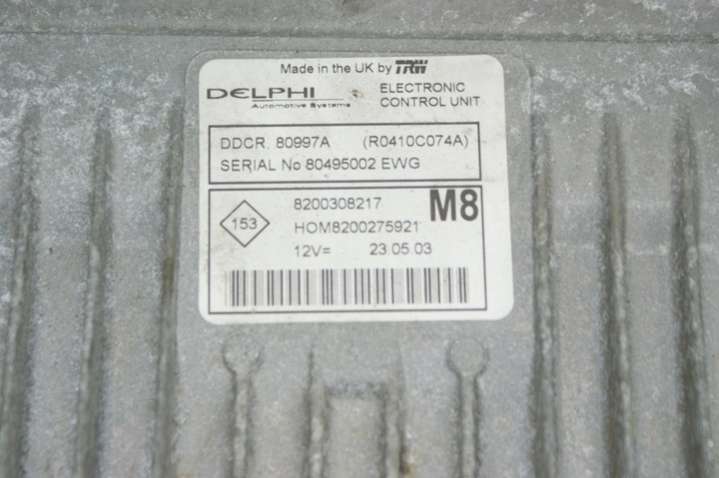 Made in the UK by TRW
DELPHI
Automotive Systems
ELECTRONIC
CONTROL UNIT
DDCR. 80997A (R0410C074A)
SERIAL No 80495002 EWG
153
8200308217
M8
HOM8200275921
12V= 23.05.03